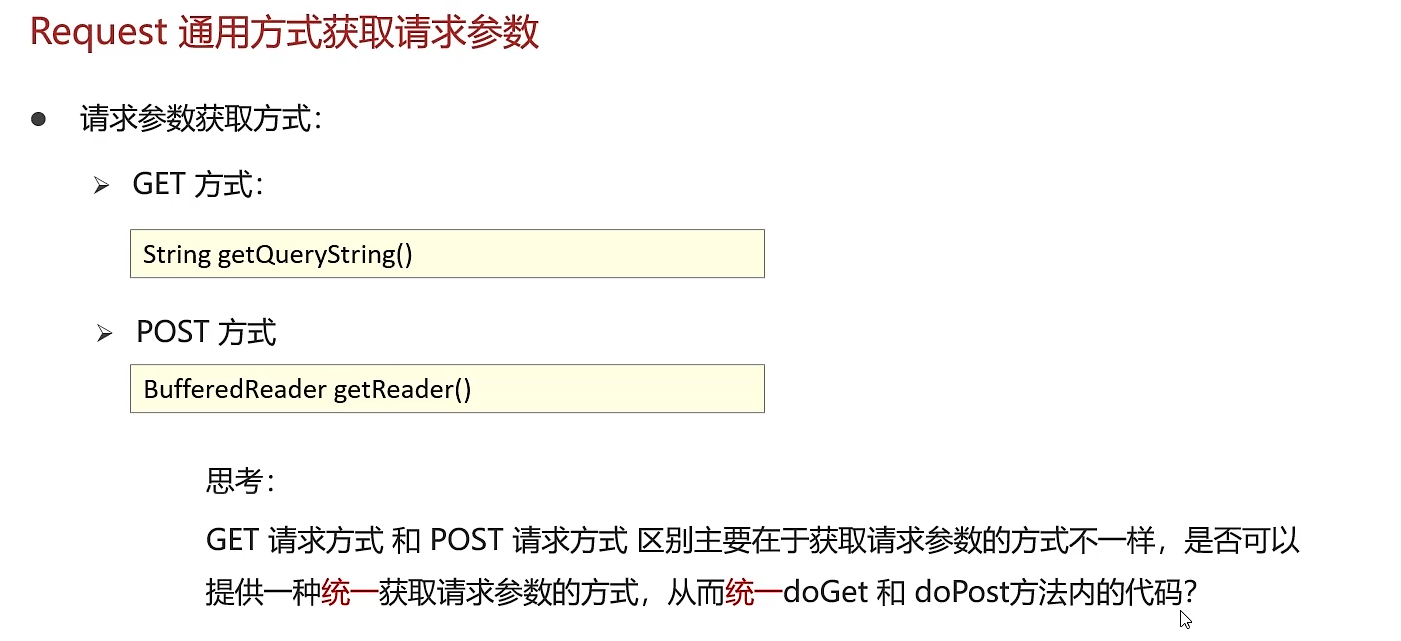 Request 通用方式获取请求参数
请求参数获取方式：
GET 方式：
String getQueryString()
POST 方式
BufferedReader getReader()
思考：
GET 请求方式 和 POST 请求方式 区别主要在于获取请求参数的方式不一样，是否可以
提供一种统一获取请求参数的方式，从而统一doGet 和 doPost方法内的代码？